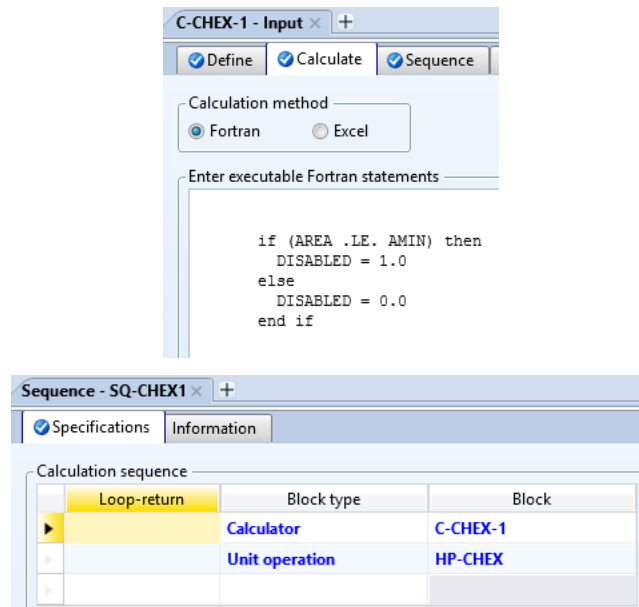 C-CHEX-1 - Input × +
Define Calculate Sequence
Calculation method
Fortran Excel
Enter executable Fortran statements
if (AREA .LE. AMIN) then
DISABLED = 1.0
else
DISABLED = 0.0
end if
Sequence - SQ-CHEX1 × +
Specifications Information
Calculation sequence
Loop-return Block type Block
Calculator C-CHEX-1
Unit operation HP-CHEX